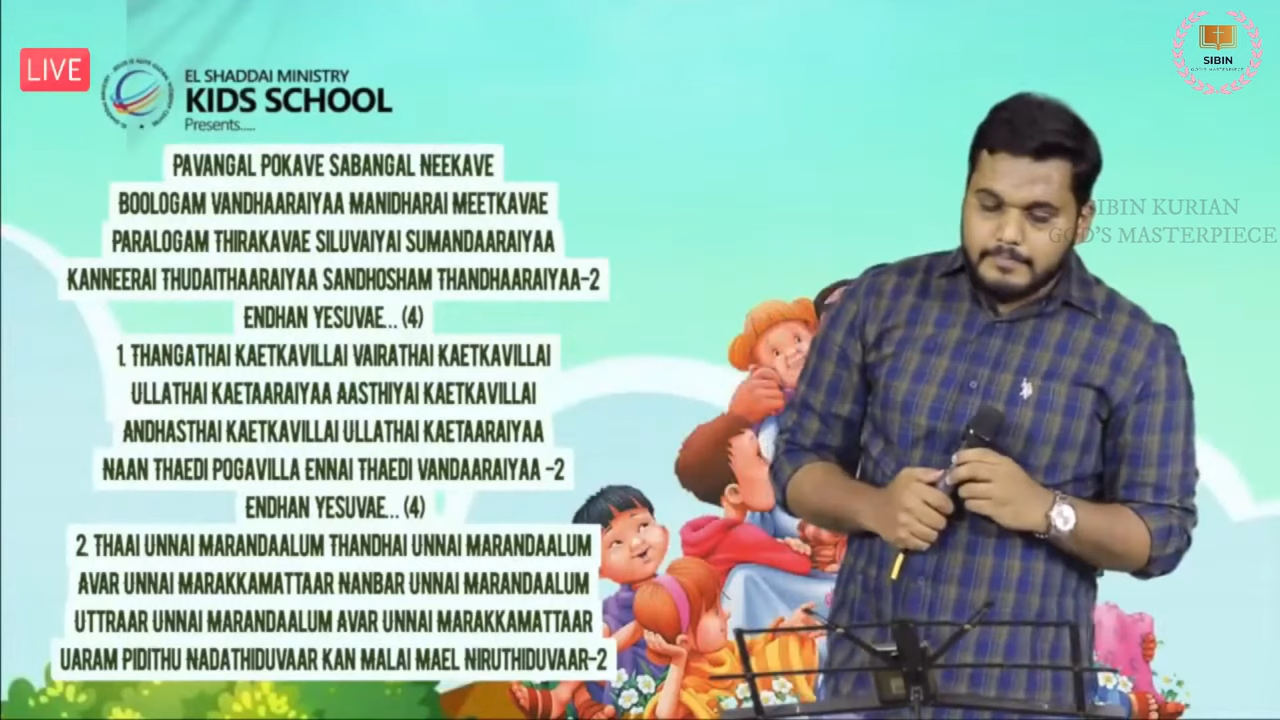 LIVE
EL SHADDAI MINISTRY
KIDS SCHOOL
Presents.....
SIBIN
GOD'S MASTERPIECE
SIBIN KURIAN
GOD'S MASTERPIECE
PAVANGAL POKAVE SABANGAL NEEKAVE
BOOLOGAM VANDHAARAIYAA MANIDHARAI MEETKAVAE
PARALOGAM THIRAKAVAE SILUVAIYAI SUMANDAARAIYAA
KANNEERAI THUDAITHAARAIYAA SANDHOSHAM THANDHAARAIYAA-2
ENDHAN YESUVAE... (4)
1. THANGATHAI KAETKAVILLAI VAIRATHAI KAETKAVILLAI
ULLATHAI KAETAARAIYAA AASTHIYAI KAETKAVILLAI
ANDHASTHAI KAETKAVILLAI ULLATHAI KAETAARAIYAA
NAAN THAEDI POGAVILLA ENNAI THAEDI VANDAARAIYAA -2
ENDHAN YESUVAE... (4)
2. THAAI UNNAI MARANDAALUM THANDHAI UNNAI MARANDAALUM
AVAR UNNAI MARAKKAMATTAAR NANBAR UNNAI MARANDAALUM
UTTRAAR UNNAI MARANDAALUM AVAR UNNAI MARAKKAMATTAAR
UARAM PIDITHU NADATHIDUVAAR KAN MALAI MAEL NIRUTHIDUVAAR-2